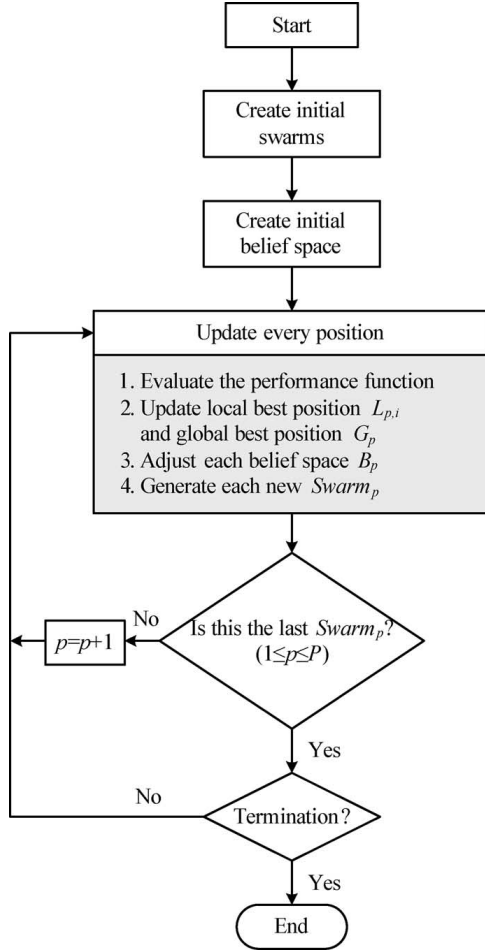 Start
Create initial
swarms
Create initial
belief space
Update every position
1. Evaluate the performance function
2. Update local best position L_{p,i}
and global best position G_p
3. Adjust each belief space B_p
4. Generate each new Swarm_p
No
p=p+1
Is this the last Swarm_p?
(1≤p≤P)
Yes
No
Termination?
Yes
End